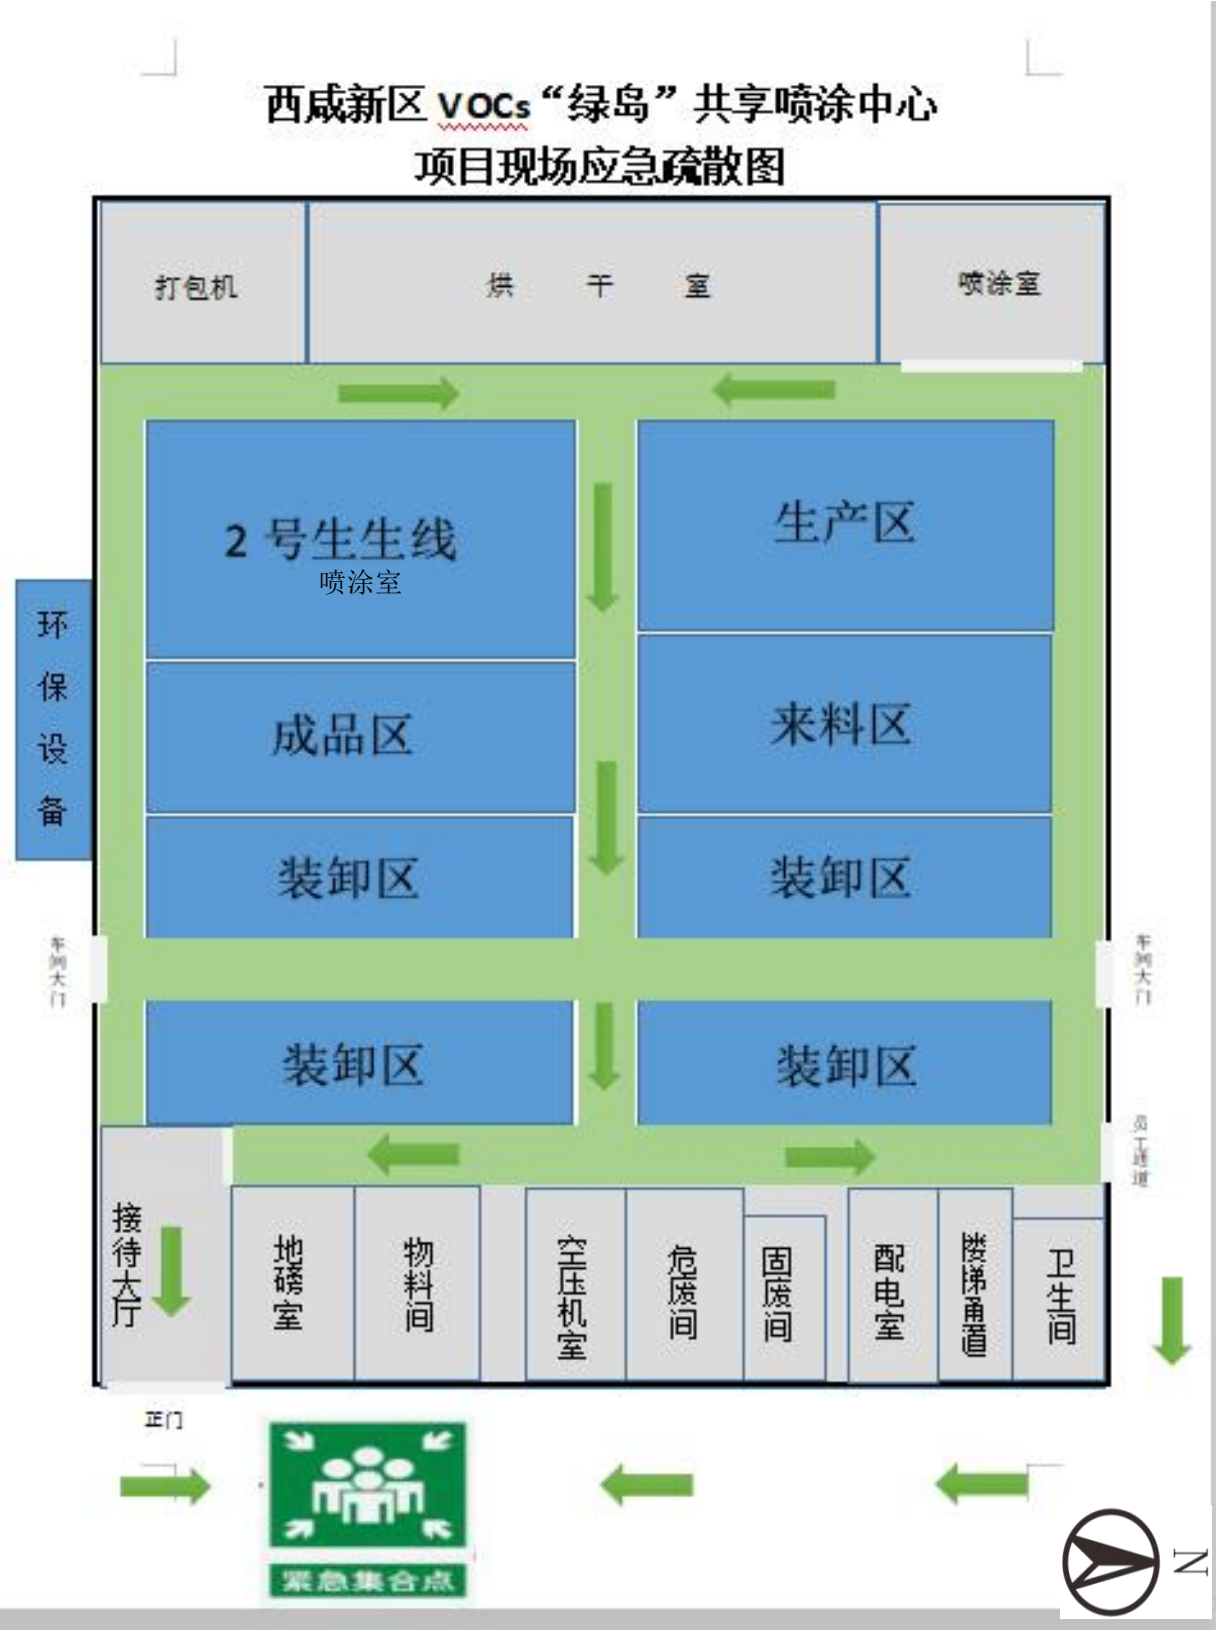 西咸新区 VOCs“绿岛”共享喷涂中心
项目现场应急疏散图
打包机
烘 干 室
喷涂室
2 号生生线
喷涂室
生产区
环保设备
成品区
来料区
装卸区
装卸区
车间大门
车间大门
装卸区
装卸区
员工通道
接待大厅
地磅室
物料间
空压机室
危废间
固废间
配电室
楼梯甬道
卫生间
正门
紧急集合点
N